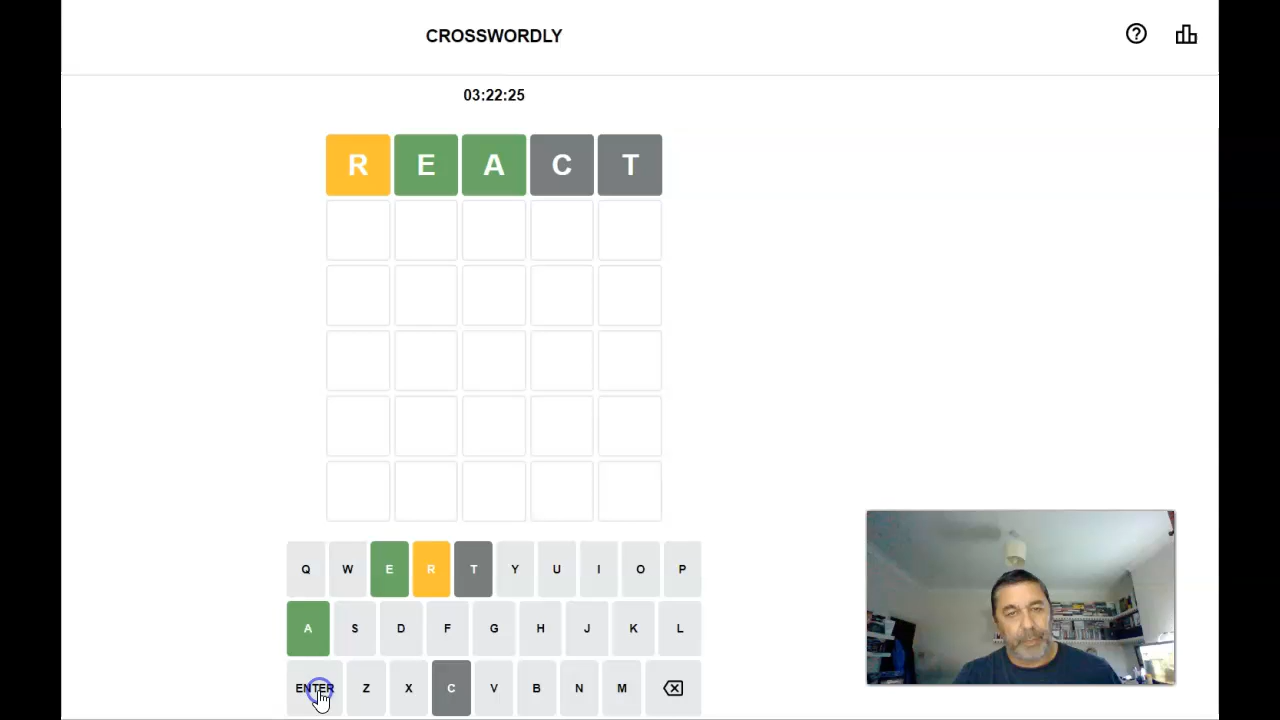 CROSSWORDLY
03:22:25
R E A C T
Q W E R T Y U I O P
A S D F G H J K L
ENTER Z X C V B N M